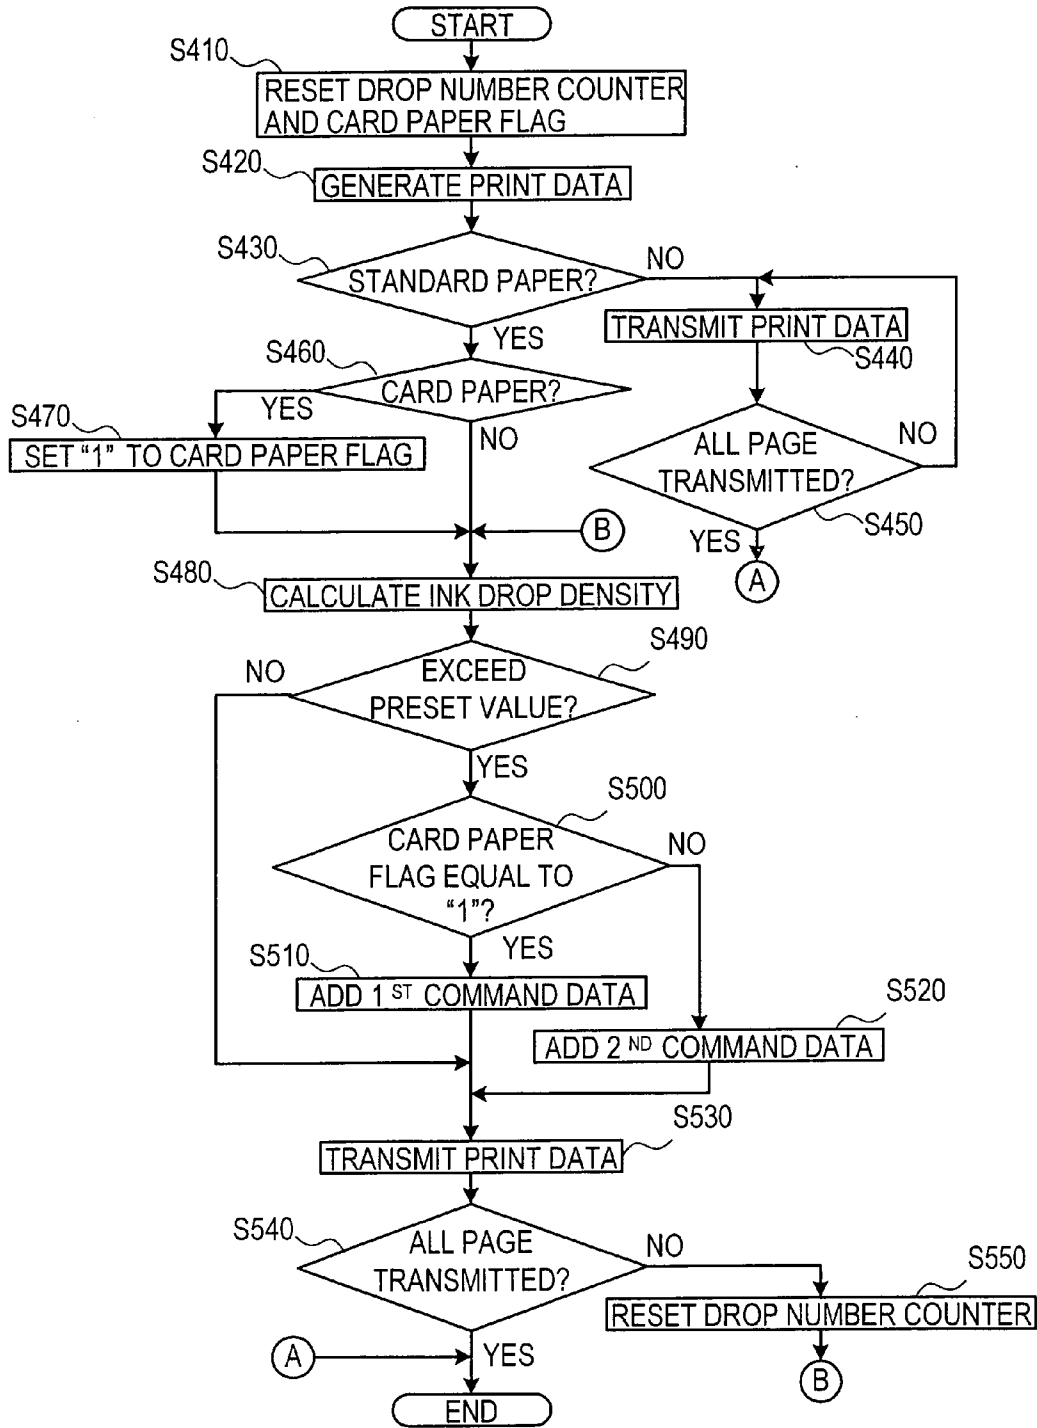 START
S410
RESET DROP NUMBER COUNTER
AND CARD PAPER FLAG
S420
GENERATE PRINT DATA
S430
STANDARD PAPER?
NO
YES
TRANSMIT PRINT DATA
S440
S460
CARD PAPER?
YES
NO
S470
SET “1” TO CARD PAPER FLAG
ALL PAGE
TRANSMITTED?
NO
S450
YES
A
B
S480
CALCULATE INK DROP DENSITY
S490
EXCEED
PRESET VALUE?
NO
YES
S500
CARD PAPER
FLAG EQUAL TO
“1”?
NO
YES
S510
ADD 1 ST COMMAND DATA
S520
ADD 2 ND COMMAND DATA
S530
TRANSMIT PRINT DATA
S540
ALL PAGE
TRANSMITTED?
NO
S550
RESET DROP NUMBER COUNTER
A
YES
B
END